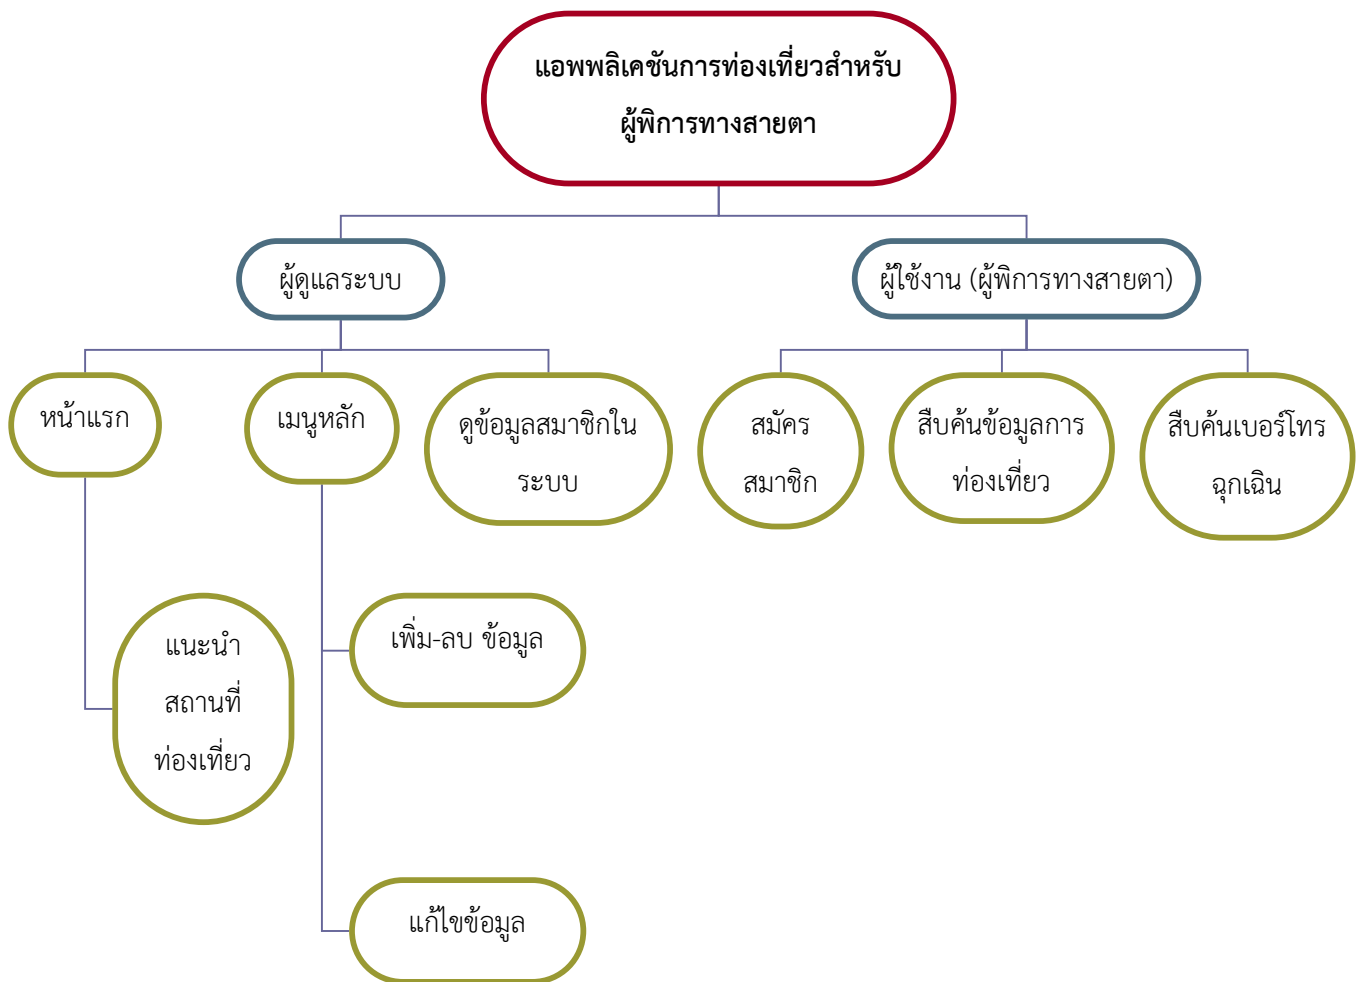 แอพพลิเคชันการท่องเที่ยวสำหรับ
ผู้พิการทางสายตา
ผู้ดูแลระบบ
ผู้ใช้งาน (ผู้พิการทางสายตา)
หน้าแรก
เมนูหลัก
ดูข้อมูลสมาชิกใน
ระบบ
สมัคร
สมาชิก
สืบค้นข้อมูลการ
ท่องเที่ยว
สืบค้นเบอร์โทร
ฉุกเฉิน
แนะนำ
สถานที่
ท่องเที่ยว
เพิ่ม-ลบ ข้อมูล
แก้ไขข้อมูล